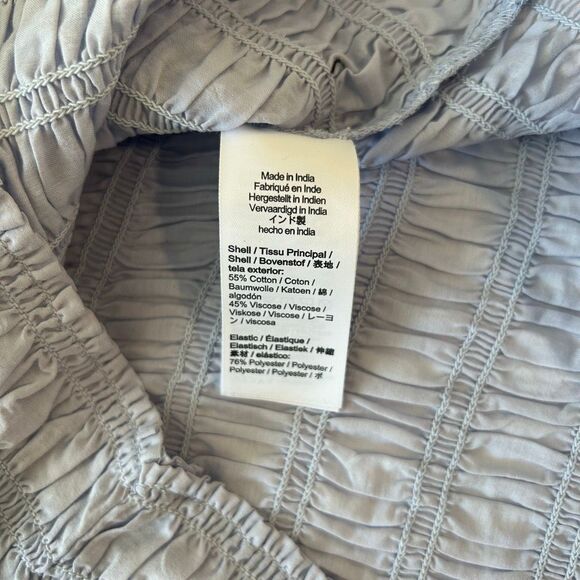 Made in India
Fabriqué en Inde
Hergestellt in Indien
Vervaardigd in India
インド製
hecho en India
Shell / Tissu Principal /
Shell / Bovenstof / 表地 /
tela exterior:
55% Cotton / Coton /
Baumwolle / Katoen / 綿 /
algodón
45% Viscose / Viscose /
Viskose / Viscose / レーヨ
ン / viscosa
Elastic / Élastique /
Elastisch / Elastiek / 伸縮
素材 / elástico:
76% Polyester / Polyester /
Polyester / Polyester / ポ